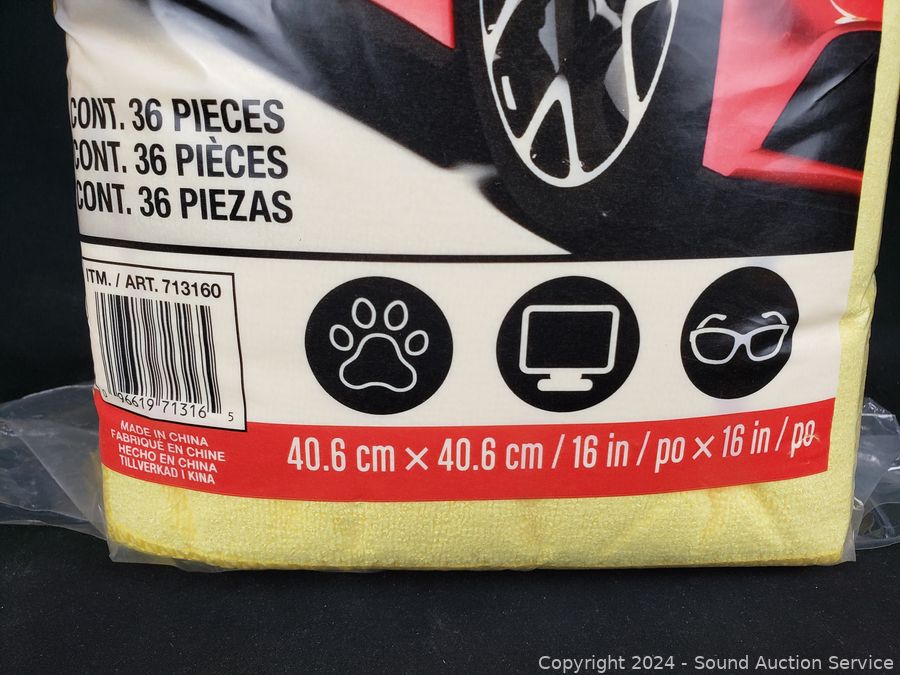 CONT. 36 PIECES
CONT. 36 PIÈCES
CONT. 36 PIEZAS
ITM. / ART. 713160
96619 71316 5
MADE IN CHINA
FABRIQUÉ EN CHINE
HECHO EN CHINA
TILLVERKAD I KINA
40.6 cm × 40.6 cm / 16 in / po × 16 in / po
Copyright 2024 - Sound Auction Service